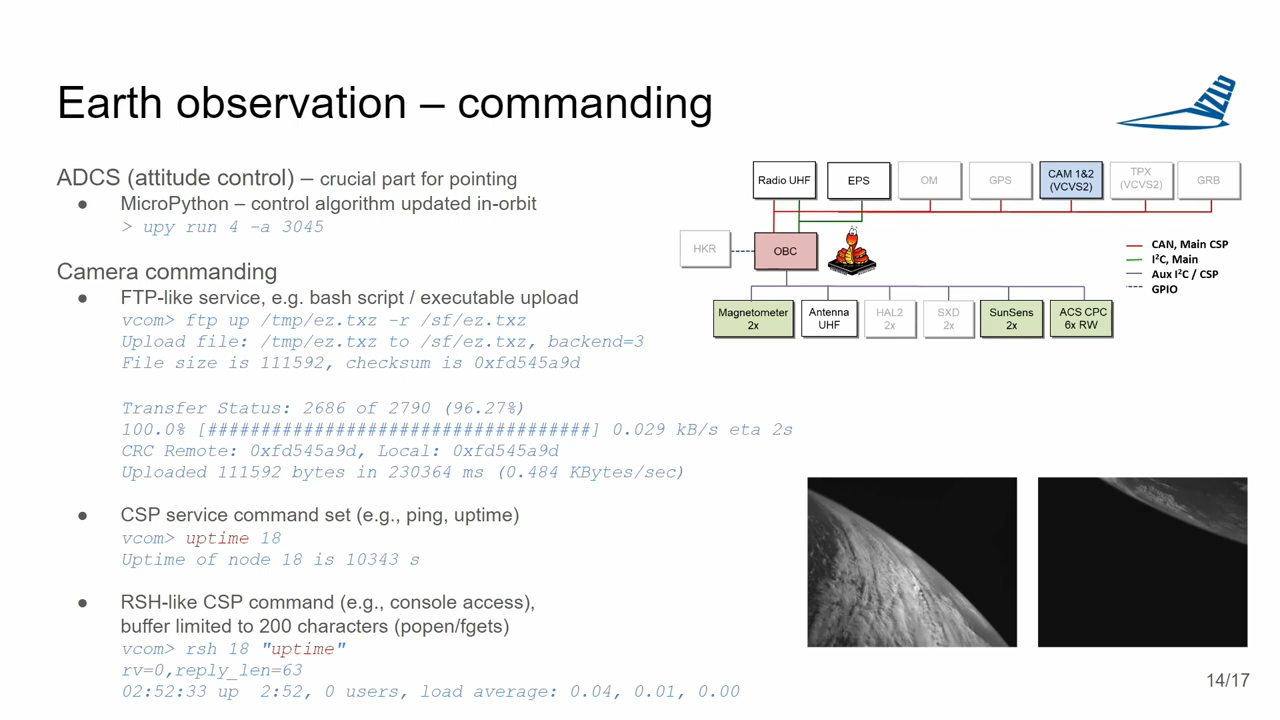 Earth observation – commanding
VZLU
ADCS (attitude control) – crucial part for pointing
● MicroPython – control algorithm updated in-orbit
> upy run 4 -a 3045
Camera commanding
● FTP-like service, e.g. bash script / executable upload
vcom> ftp up /tmp/ez.txz -r /sf/ez.txz
Upload file: /tmp/ez.txz to /sf/ez.txz, backend=3
File size is 111592, checksum is 0xfd545a9d
Transfer Status: 2686 of 2790 (96.27%)
100.0% [####################################] 0.029 kB/s eta 2s
CRC Remote: 0xfd545a9d, Local: 0xfd545a9d
Uploaded 111592 bytes in 230364 ms (0.484 KBytes/sec)
● CSP service command set (e.g., ping, uptime)
vcom> uptime 18
Uptime of node 18 is 10343 s
● RSH-like CSP command (e.g., console access),
buffer limited to 200 characters (popen/fgets)
vcom> rsh 18 "uptime"
rv=0,reply_len=63
02:52:33 up 2:52, 0 users, load average: 0.04, 0.01, 0.00
Radio UHF
EPS
OM
GPS
CAM 1&2
(VCVS2)
TPX
(VCVS2)
GRB
HKR
OBC
CAN, Main CSP
I²C, Main
Aux I²C / CSP
GPIO
Magnetometer
2x
Antenna
UHF
HAL2
2x
SXD
2x
SunSens
2x
ACS CPC
6x RW
14/17